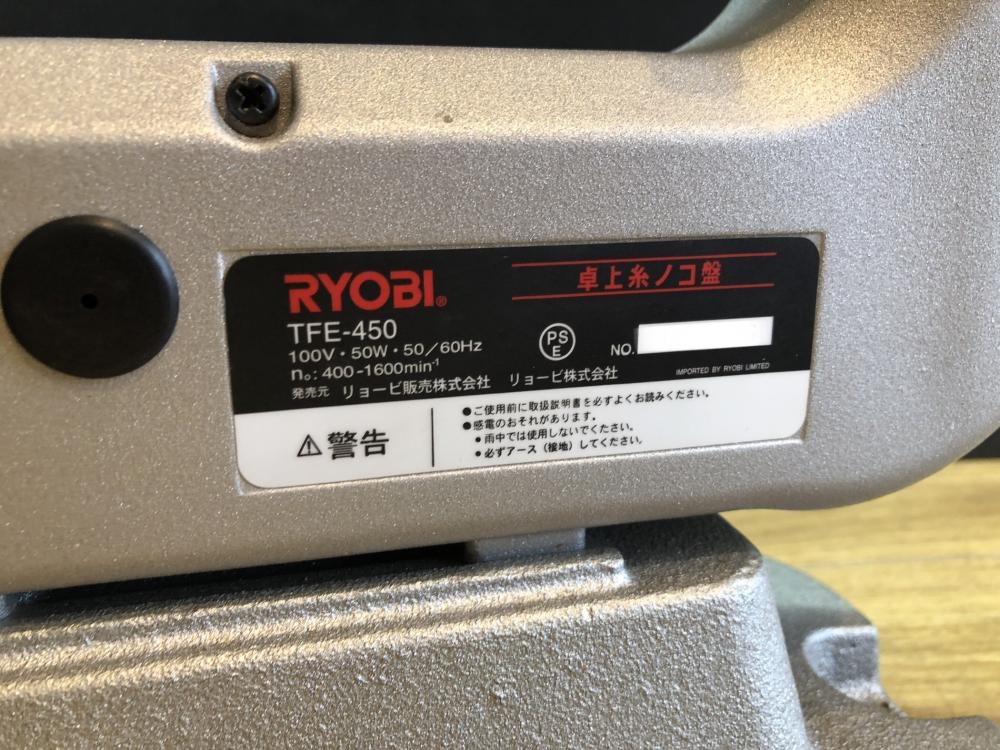 RYOBI®
卓上糸ノコ盤
TFE-450
100V・50W・50/60Hz
n₀: 400-1600min⁻¹
PS
E
NO.
IMPORTED BY RYOBI LIMITED
発売元 リョービ販売株式会社 リョービ株式会社
⚠警告
●ご使用前に取扱説明書を必ずよくお読みください。
●感電のおそれがあります。
•雨中では使用しないでください。
•必ずアース(接地)してください。